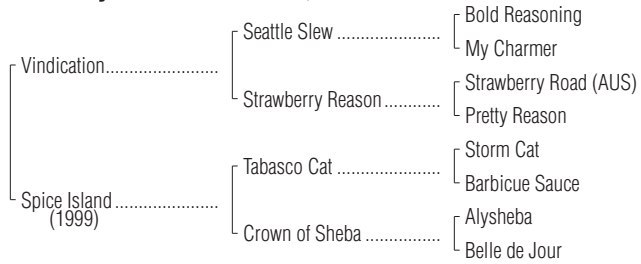 Bold Reasoning
Seattle Slew
My Charmer
Vindication
Strawberry Road (AUS)
Strawberry Reason
Pretty Reason
Storm Cat
Tabasco Cat
Barbicue Sauce
Spice Island
(1999)
Alysheba
Crown of Sheba
Belle de Jour